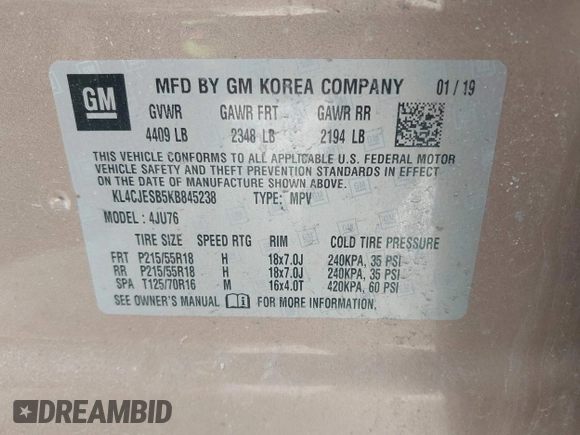 GM
MFD BY GM KOREA COMPANY 01 / 19
GVWR GAWR FRT GAWR RR
4409 LB 2348 LB 2194 LB
THIS VEHICLE CONFORMS TO ALL APPLICABLE U.S. FEDERAL MOTOR
VEHICLE SAFETY AND THEFT PREVENTION STANDARDS IN EFFECT
ON THE DATE OF MANUFACTURE SHOWN ABOVE.
KL4CJESB5KB845238 TYPE: MPV
MODEL: 4JU76
TIRE SIZE SPEED RTG RIM COLD TIRE PRESSURE
FRT P215/55R18 H 18x7.0J 240KPA, 35 PSI
RR P215/55R18 H 18x7.0J 240KPA, 35 PSI
SPA T125/70R16 M 16x4.0T 420KPA, 60 PSI
SEE OWNER'S MANUAL FOR MORE INFORMATION.
DREAMBID